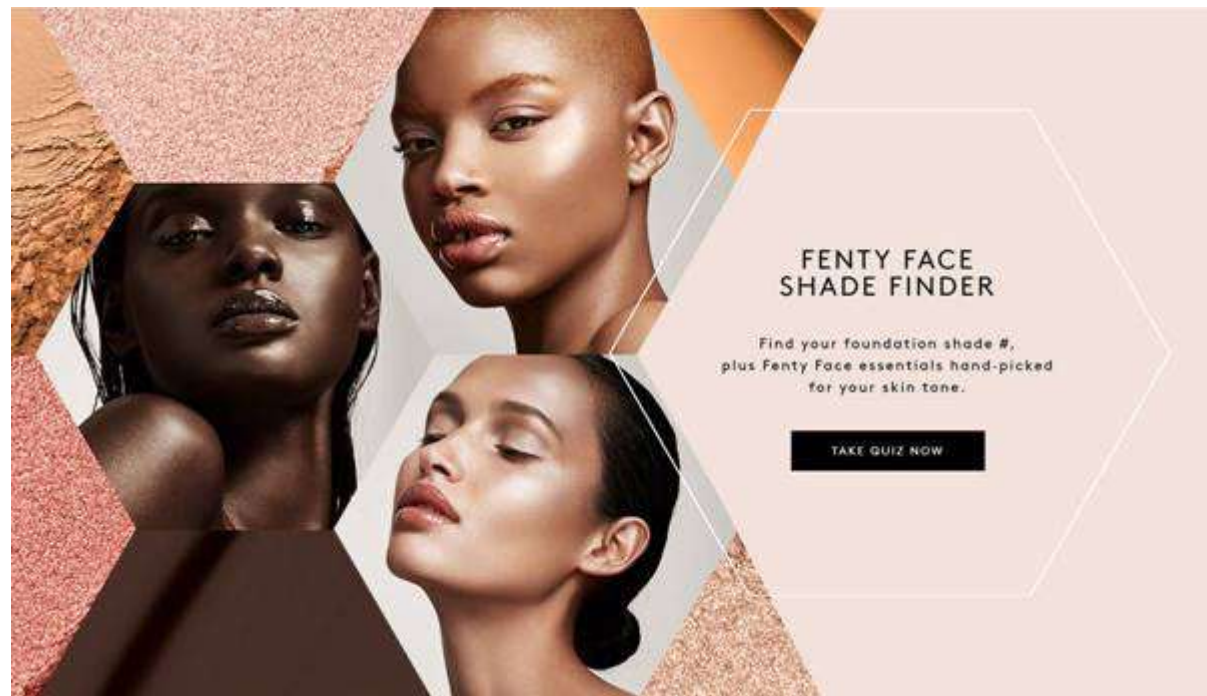 FENTY FACE
SHADE FINDER
Find your foundation shade #,
plus Fenty Face essentials hand-picked
for your skin tone.
TAKE QUIZ NOW